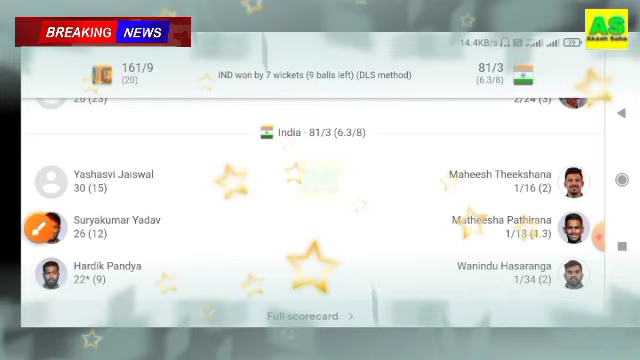 BREAKING NEWS
AS
Akash Saha
14.4KB/s
79
161/9
(20)
IND won by 7 wickets (9 balls left) (DLS method)
81/3
(6.3/8)
26 (23)
2/24 (3)
India · 81/3 (6.3/8)
Yashasvi Jaiswal
30 (15)
Maheesh Theekshana
1/16 (2)
Suryakumar Yadav
26 (12)
Matheesha Pathirana
1/18 (1.3)
Hardik Pandya
22* (9)
Wanindu Hasaranga
1/34 (2)
Full scorecard